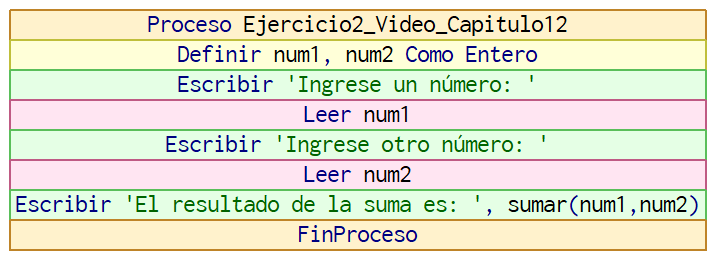 Proceso Ejercicio2_Video_Capitulo12
Definir num1, num2 Como Entero
Escribir 'Ingrese un número: '
Leer num1
Escribir 'Ingrese otro número: '
Leer num2
Escribir 'El resultado de la suma es: ', sumar(num1,num2)
FinProceso